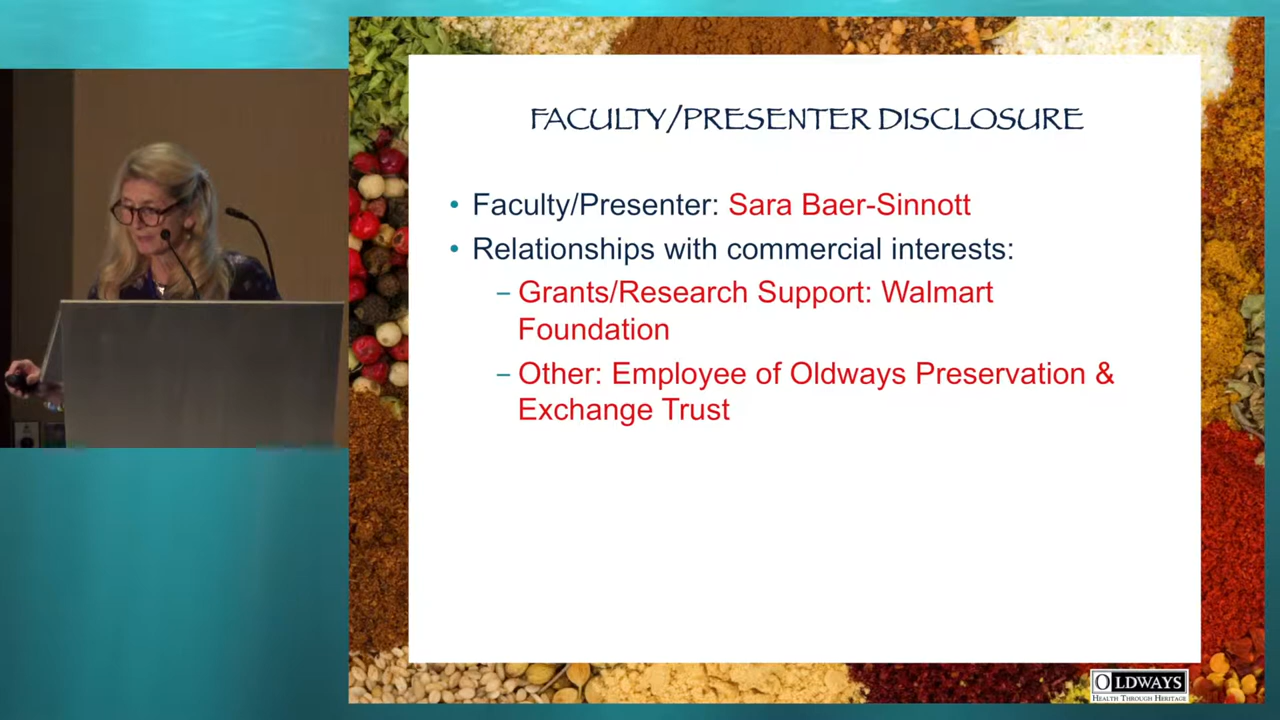 FACULTY/PRESENTER DISCLOSURE
• Faculty/Presenter: Sara Baer-Sinnott
• Relationships with commercial interests:
– Grants/Research Support: Walmart
Foundation
– Other: Employee of Oldways Preservation &
Exchange Trust
OLDWAYS
HEALTH THROUGH HERITAGE